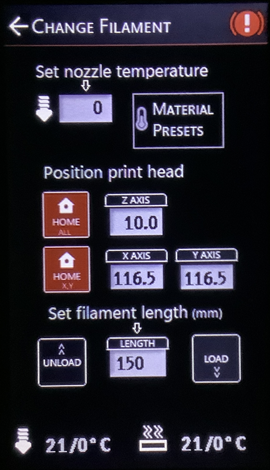 CHANGE FILAMENT
Set nozzle temperature
0
MATERIAL
PRESETS
Position print head
HOME
ALL
Z AXIS
10.0
HOME
X,Y
X AXIS
116.5
Y AXIS
116.5
Set filament length (mm)
UNLOAD
LENGTH
150
LOAD
21/0°C
21/0°C